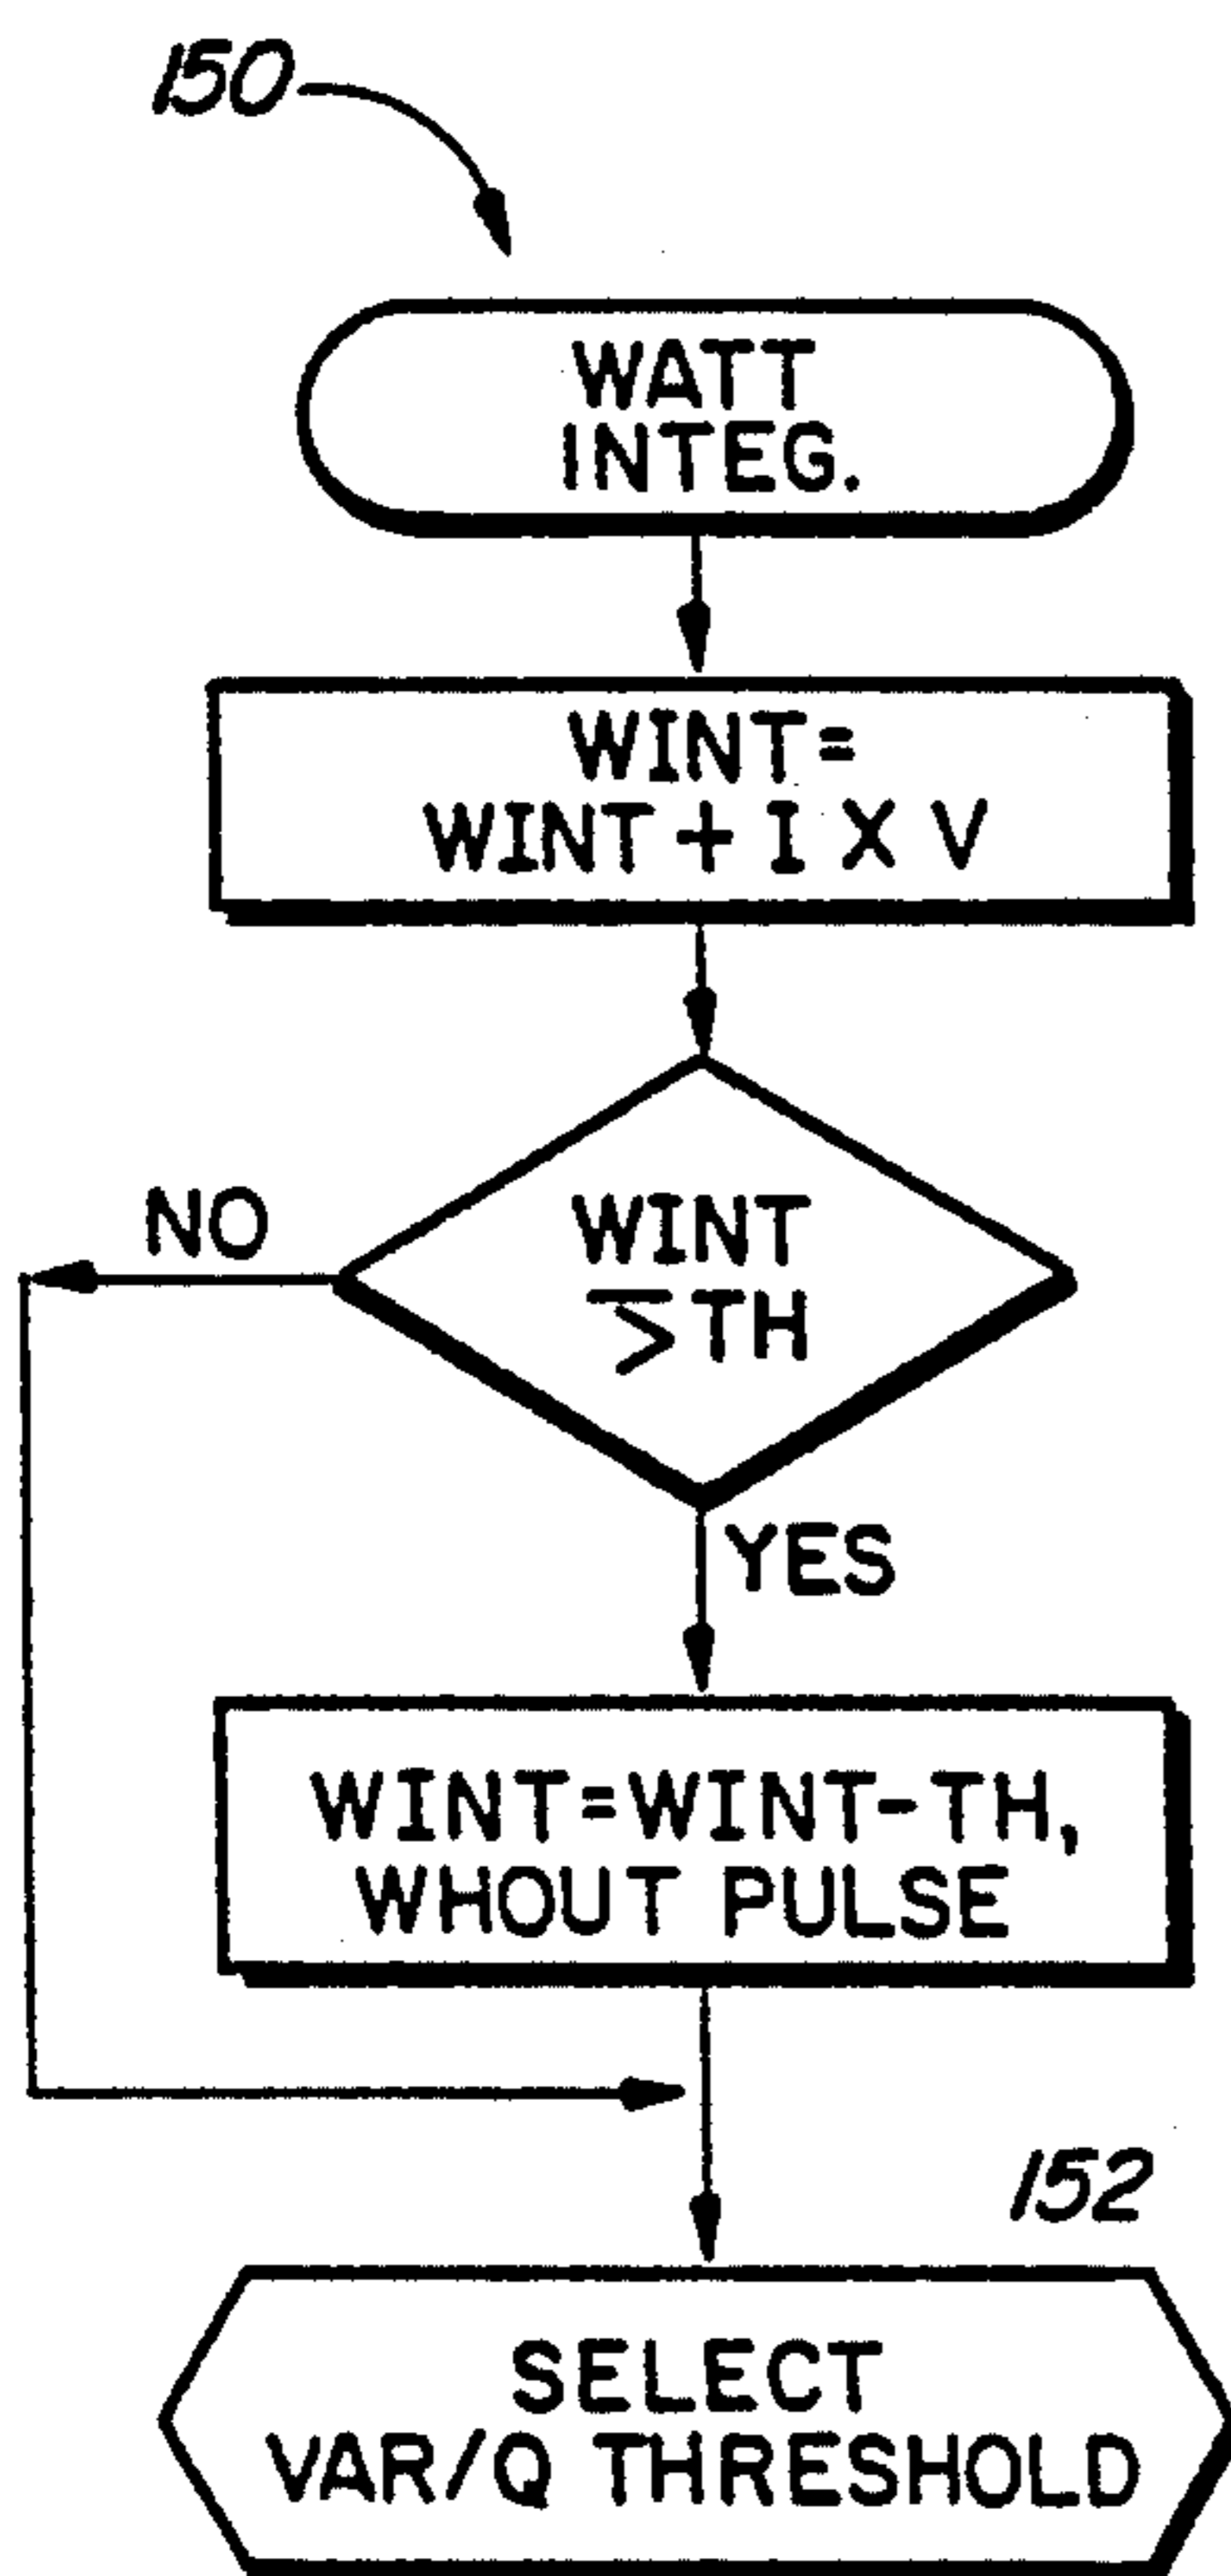 150
WATT
INTEG.
WINT=
WINT + I X V
NO
WINT
⋝ TH
YES
WINT=WINT-TH,
WHOUT PULSE
152
SELECT
VAR/Q THRESHOLD